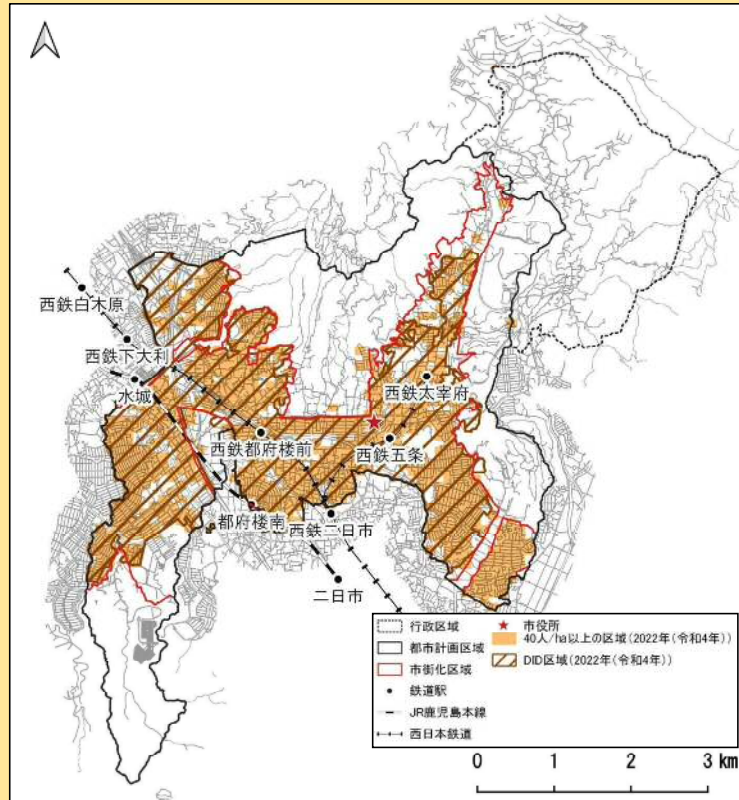 西鉄白木原
西鉄下大利
水城
西鉄太宰府
西鉄都府楼前
西鉄五条
都府楼南
西鉄二日市
二日市
行政区域
都市計画区域
市街化区域
鉄道駅
JR鹿児島本線
西日本鉄道
市役所
40人/ha以上の区域(2022年(令和4年))
DID区域(2022年(令和4年))
0 1 2 3 km